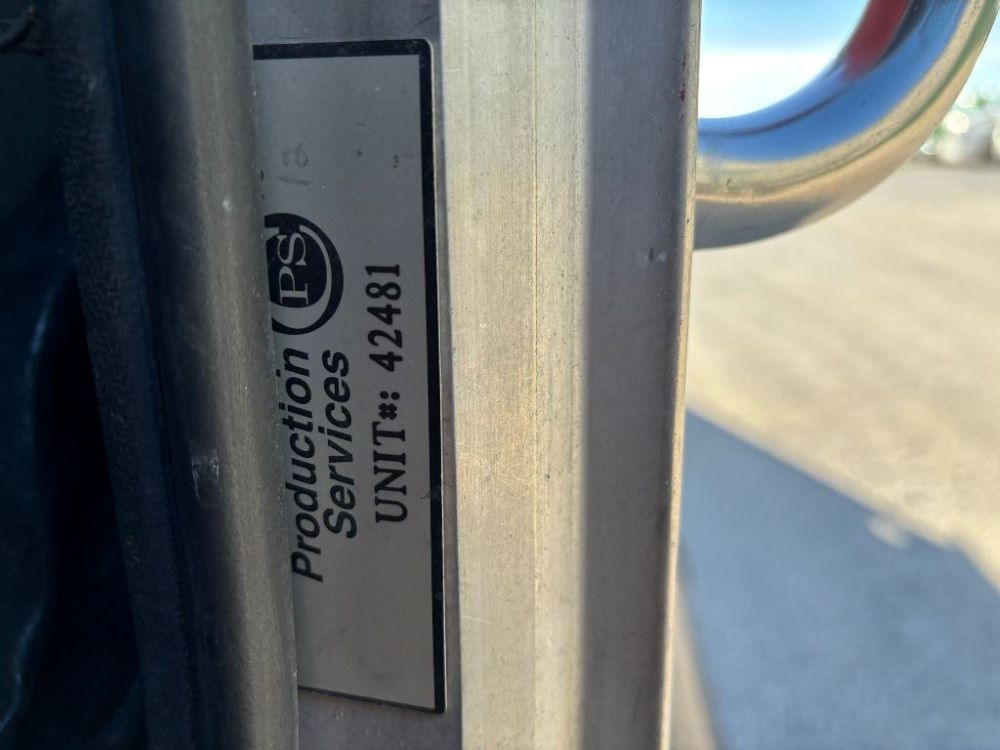 PS
Production
Services
UNIT#: 42481